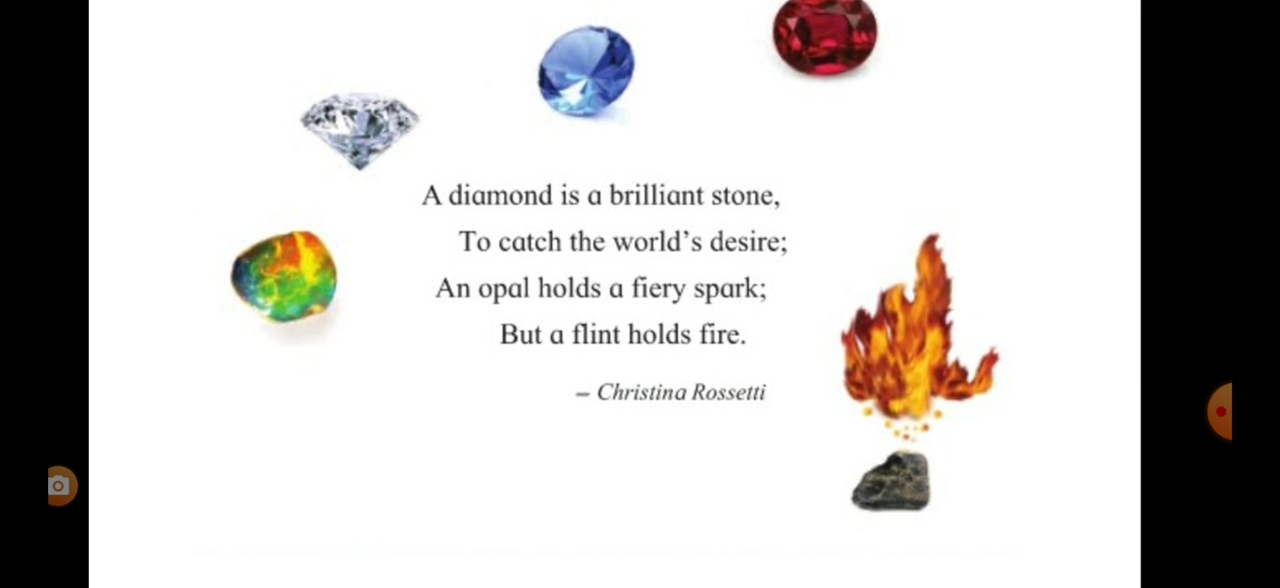 A diamond is a brilliant stone,
To catch the world’s desire;
An opal holds a fiery spark;
But a flint holds fire.
– Christina Rossetti